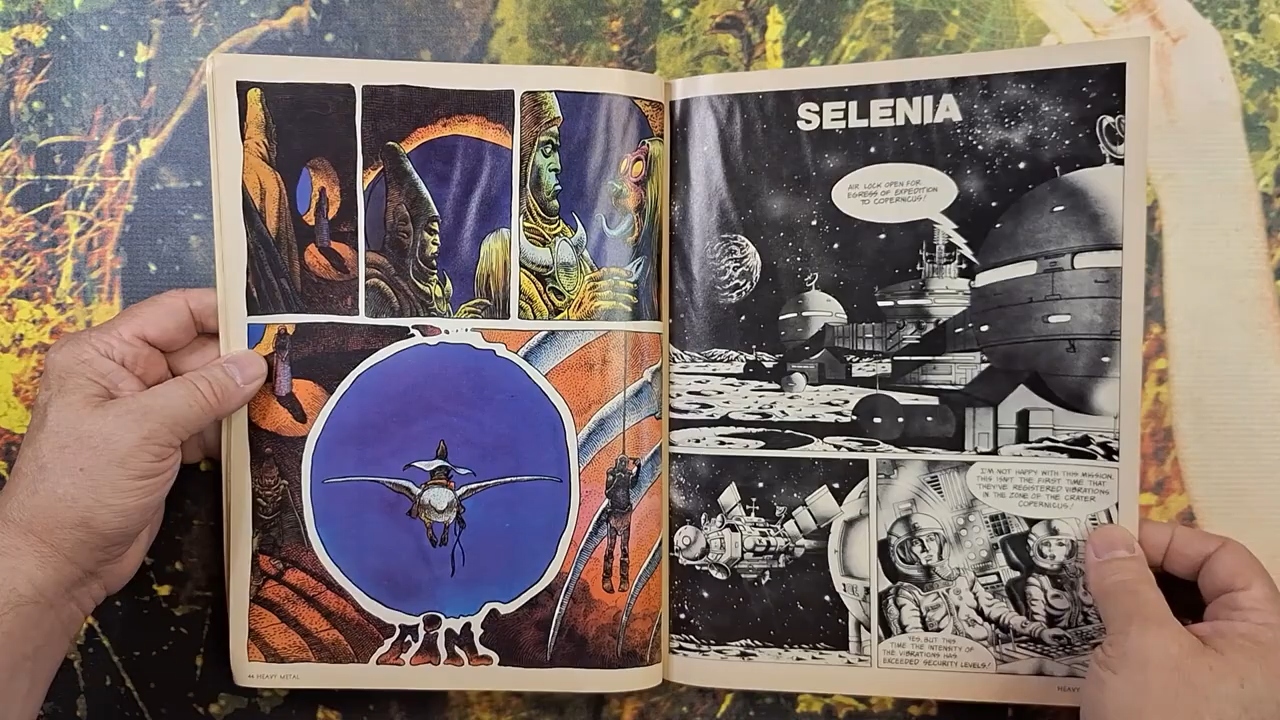 FIN
44 HEAVY METAL
SELENIA
AIR LOCK OPEN FOR
EGRESS OF EXPEDITION
TO COPERNICUS!
I'M NOT HAPPY WITH THIS MISSION.
THIS ISN'T THE FIRST TIME THAT
THEY'VE REGISTERED VIBRATIONS
IN THE ZONE OF THE CRATER
COPERNICUS!
YES, BUT THIS
TIME THE INTENSITY OF
THE VIBRATIONS HAS
EXCEEDED SECURITY LEVELS!
HEAVY